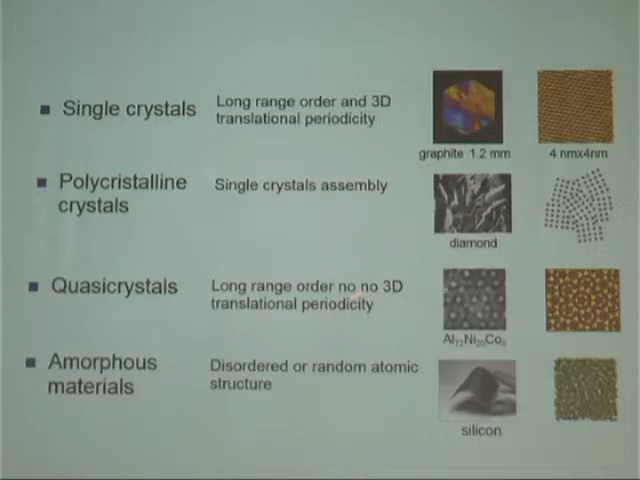 Single crystals
Long range order and 3D
translational periodicity
graphite 1.2 mm
4 nmx4nm
Polycristalline
crystals
Single crystals assembly
diamond
Quasicrystals
Long range order no no 3D
translational periodicity
Al₇₂Ni₂₀Co₈
Amorphous
materials
Disordered or random atomic
structure
silicon